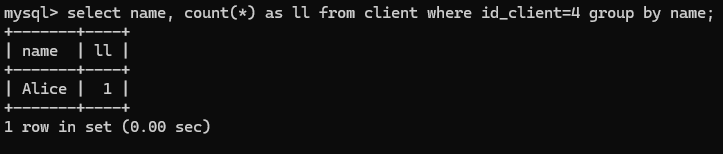 mysql> select name, count(*) as ll from client where id_client=4 group by name;
+-------+----+
| name  | ll |
+-------+----+
| Alice |  1 |
+-------+----+
1 row in set (0.00 sec)